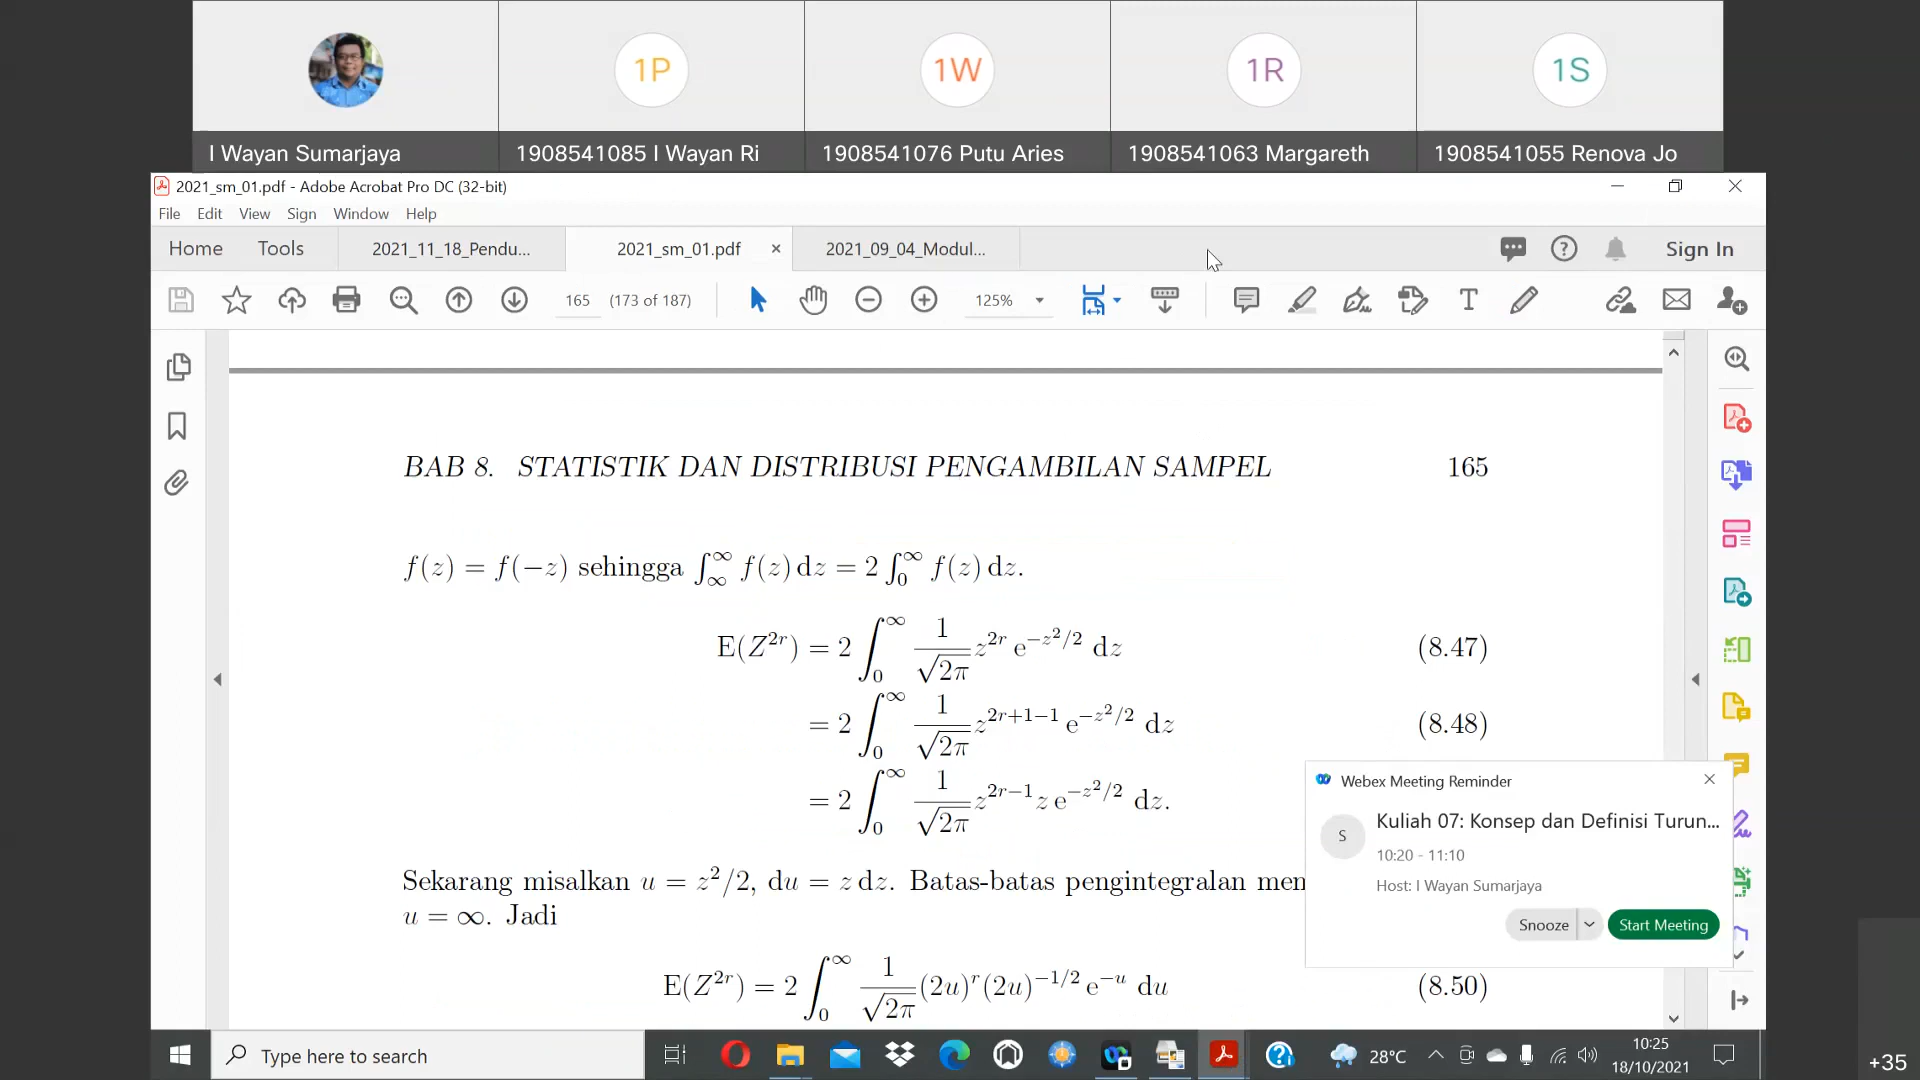 1P
1W
1R
1S
I Wayan Sumarjaya
1908541085 I Wayan Ri
1908541076 Putu Aries
1908541063 Margareth
1908541055 Renova Jo
2021_sm_01.pdf - Adobe Acrobat Pro DC (32-bit)
File Edit View Sign Window Help
Home Tools 2021_11_18_Pendu... 2021_sm_01.pdf × 2021_09_04_Modul... Sign In
165 (173 of 187) 125%
BAB 8. STATISTIK DAN DISTRIBUSI PENGAMBILAN SAMPEL 165
f(z) = f(−z) sehingga ∫_∞^∞ f(z) dz = 2 ∫_0^∞ f(z) dz.
E(Z^{2r}) = 2 ∫_0^∞ 1/√(2π) z^{2r} e^{−z²/2} dz (8.47)
= 2 ∫_0^∞ 1/√(2π) z^{2r+1−1} e^{−z²/2} dz (8.48)
= 2 ∫_0^∞ 1/√(2π) z^{2r−1} z e^{−z²/2} dz.
Sekarang misalkan u = z²/2, du = z dz. Batas-batas pengintegralan men
u = ∞. Jadi
E(Z^{2r}) = 2 ∫_0^∞ 1/√(2π) (2u)^r (2u)^{−1/2} e^{−u} du (8.50)
Webex Meeting Reminder
S
Kuliah 07: Konsep dan Definisi Turun...
10:20 - 11:10
Host: I Wayan Sumarjaya
Snooze Start Meeting
Type here to search
28°C
10:25
18/10/2021
+35